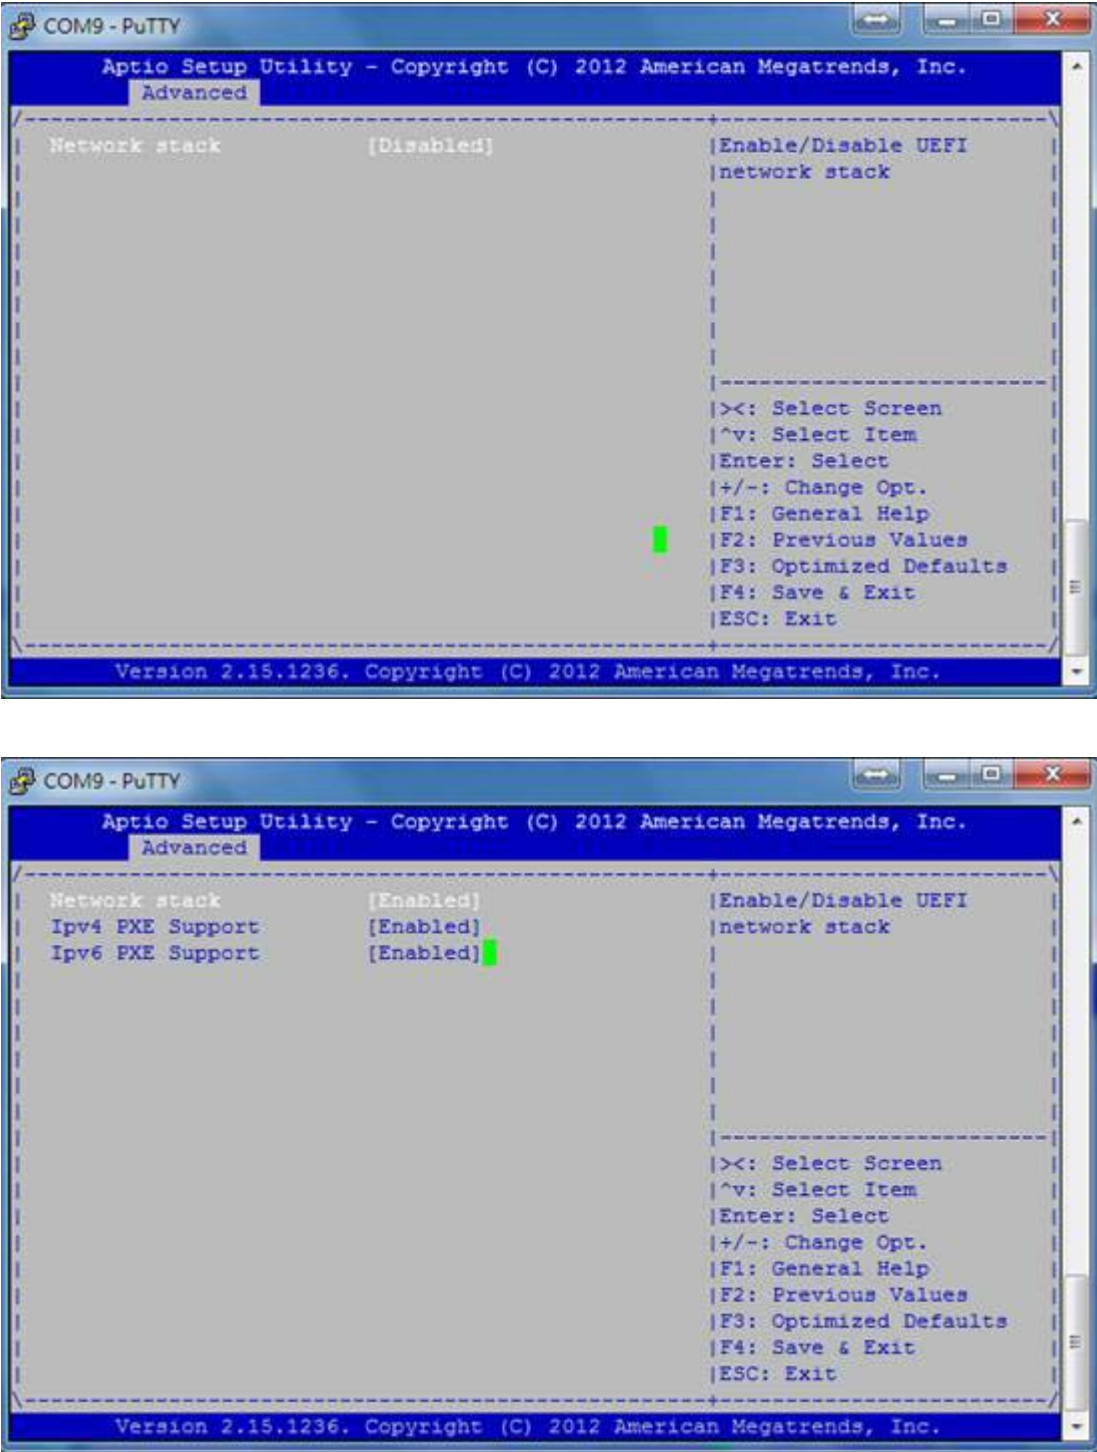 COM9 - PuTTY
Aptio Setup Utility - Copyright (C) 2012 American Megatrends, Inc.
Advanced
Network stack [Disabled]
Enable/Disable UEFI
network stack
><: Select Screen
^v: Select Item
Enter: Select
+/-: Change Opt.
F1: General Help
F2: Previous Values
F3: Optimized Defaults
F4: Save & Exit
ESC: Exit
Version 2.15.1236. Copyright (C) 2012 American Megatrends, Inc.
COM9 - PuTTY
Aptio Setup Utility - Copyright (C) 2012 American Megatrends, Inc.
Advanced
Network stack [Enabled]
Ipv4 PXE Support [Enabled]
Ipv6 PXE Support [Enabled]
Enable/Disable UEFI
network stack
><: Select Screen
^v: Select Item
Enter: Select
+/-: Change Opt.
F1: General Help
F2: Previous Values
F3: Optimized Defaults
F4: Save & Exit
ESC: Exit
Version 2.15.1236. Copyright (C) 2012 American Megatrends, Inc.